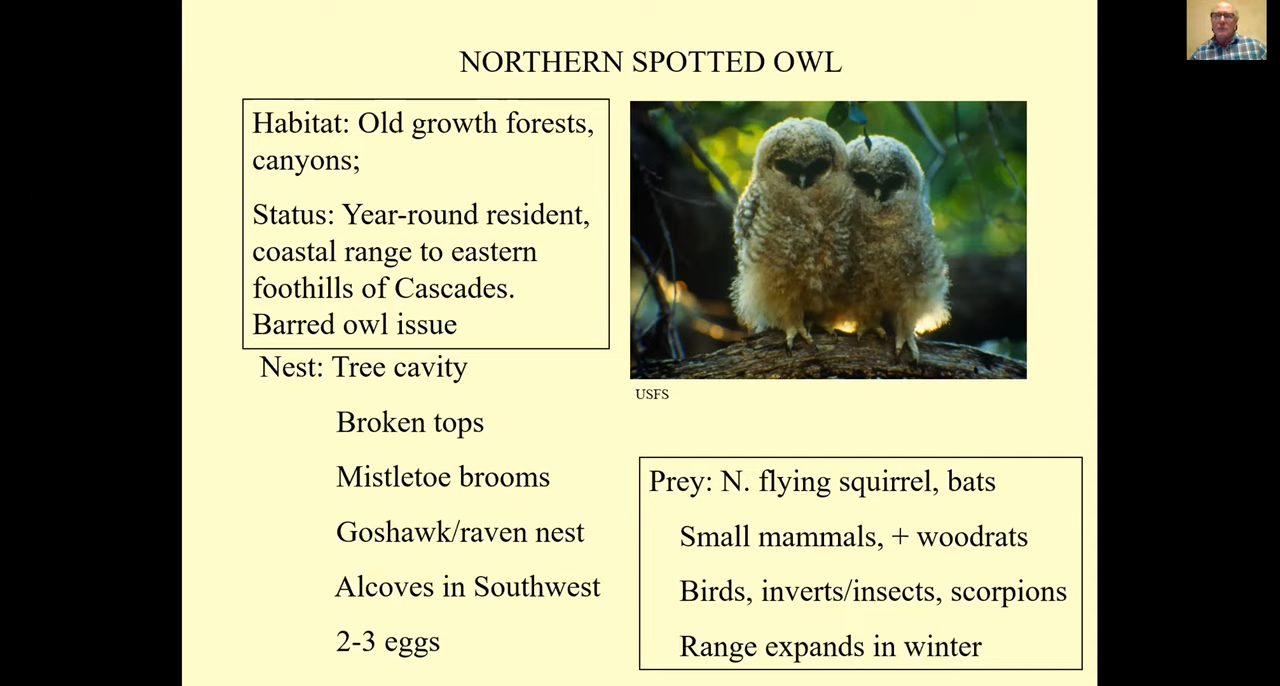 NORTHERN SPOTTED OWL
Habitat: Old growth forests,
canyons;
Status: Year-round resident,
coastal range to eastern
foothills of Cascades.
Barred owl issue
Nest: Tree cavity
Broken tops
Mistletoe brooms
Goshawk/raven nest
Alcoves in Southwest
2-3 eggs
USFS
Prey: N. flying squirrel, bats
Small mammals, + woodrats
Birds, inverts/insects, scorpions
Range expands in winter